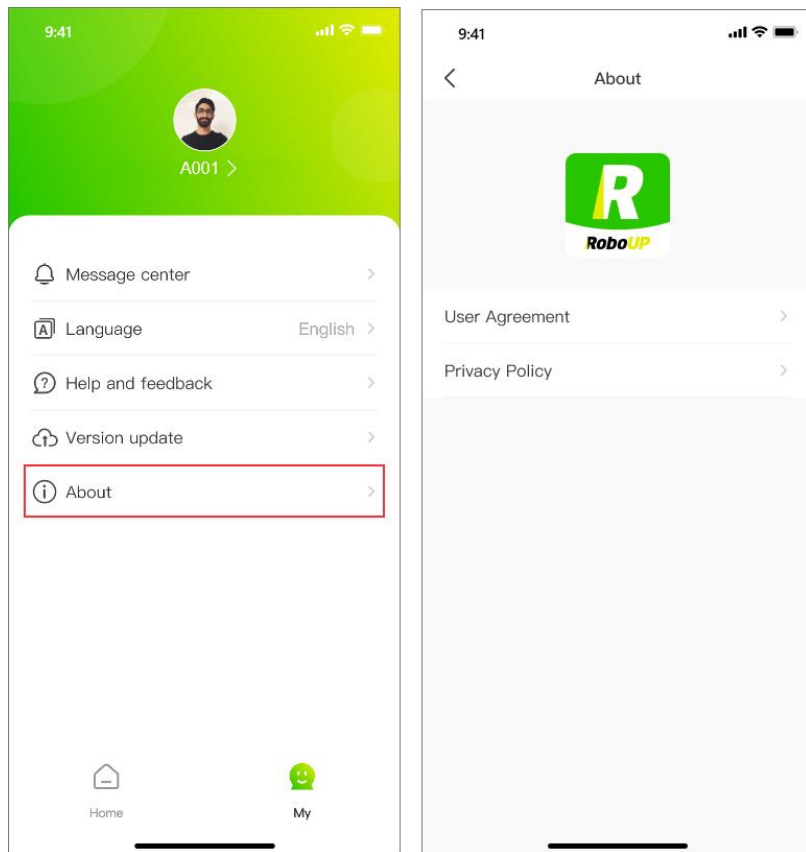 9:41
A001
Message center
Language English
Help and feedback
Version update
About
Home My
9:41
About
R
RoboUP
User Agreement
Privacy Policy